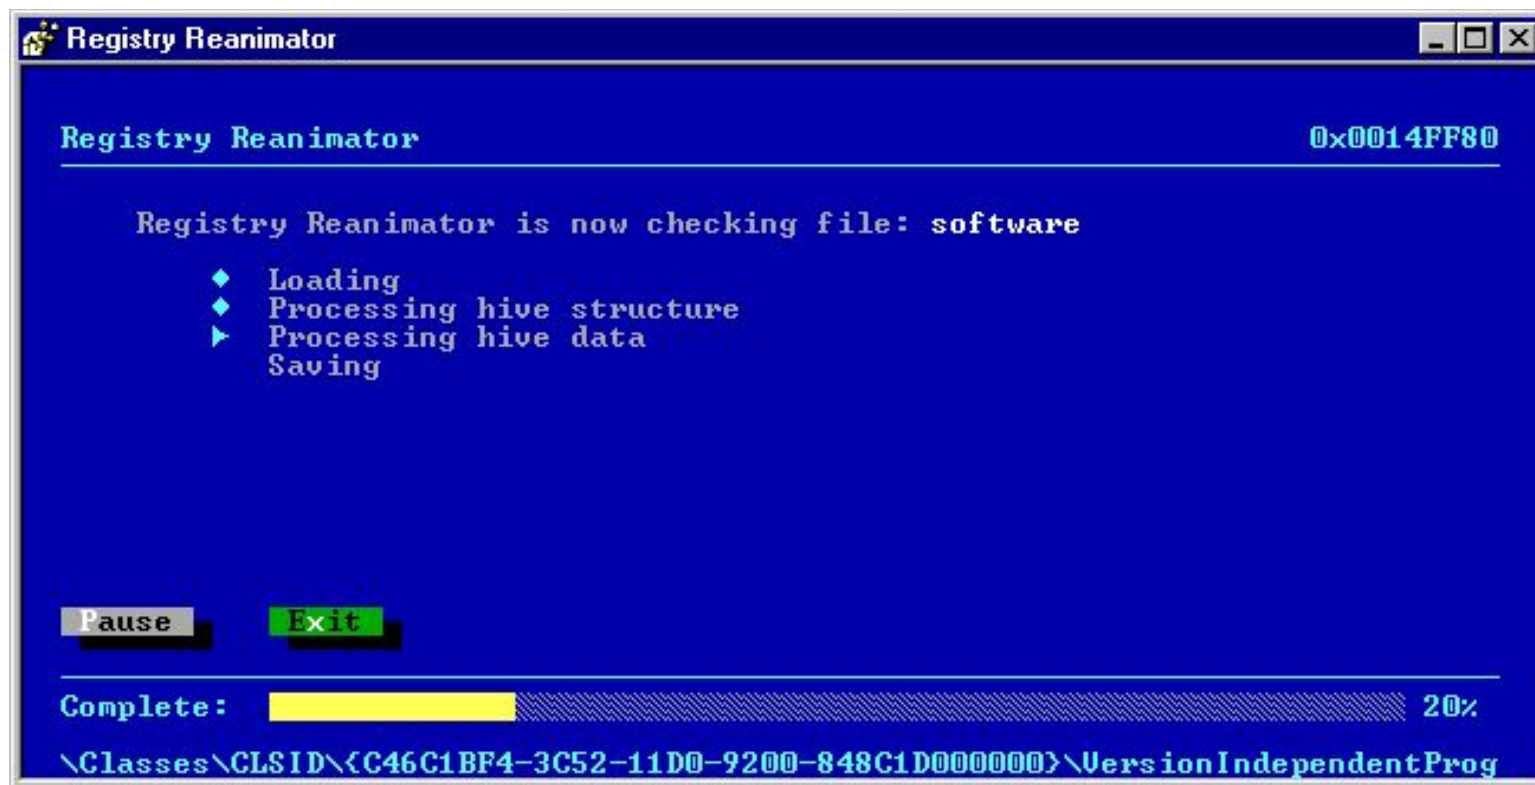 Registry Reanimator
Registry Reanimator 0x0014FF80
Registry Reanimator is now checking file: software
Loading
Processing hive structure
Processing hive data
Saving
Pause Exit
Complete: 20%
\Classes\CLSID\{C46C1BF4-3C52-11D0-9200-848C1D000000}\VersionIndependentProg